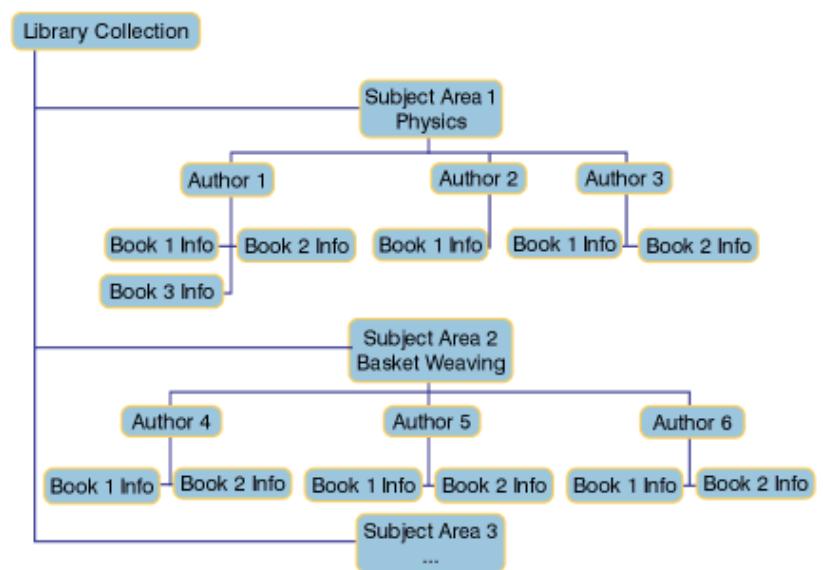 Library Collection
Subject Area 1
Physics
Author 1
Author 2
Author 3
Book 1 Info
Book 2 Info
Book 1 Info
Book 1 Info
Book 2 Info
Book 3 Info
Subject Area 2
Basket Weaving
Author 4
Author 5
Author 6
Book 1 Info
Book 2 Info
Book 1 Info
Book 2 Info
Book 1 Info
Book 2 Info
Subject Area 3
...